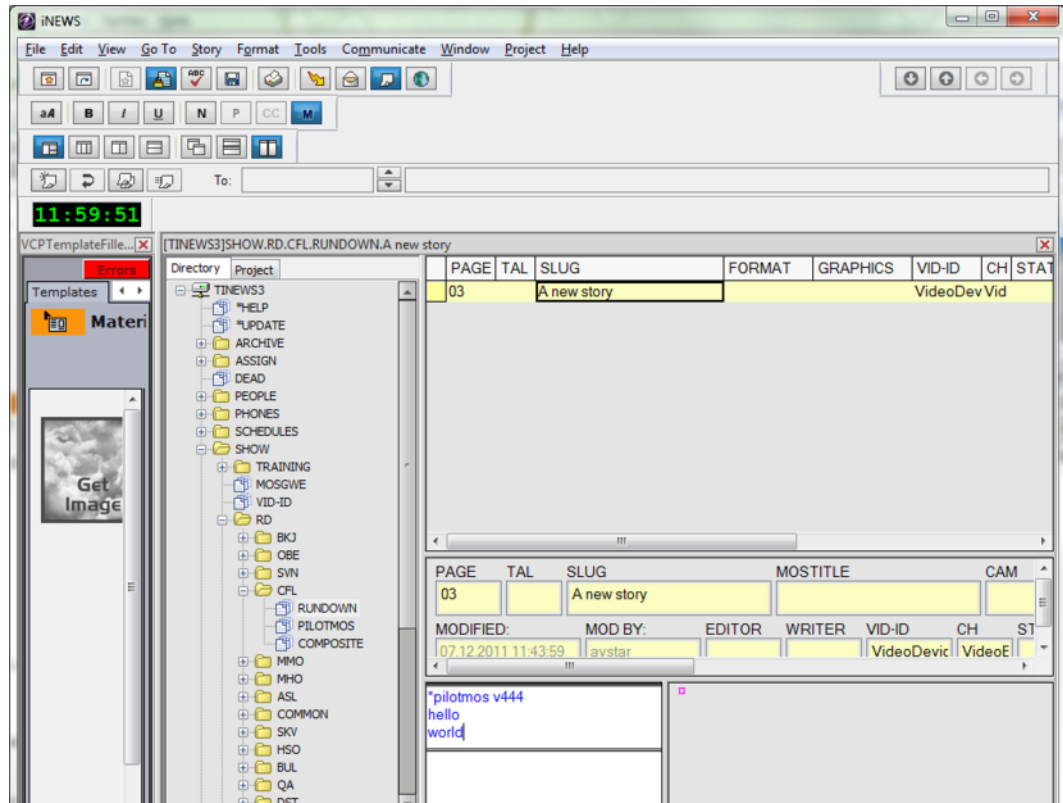 iNEWS
File Edit View Go To Story Format Tools Communicate Window Project Help
ABC
aA B I U N P CC M
To:
11:59:51
VCPTemplateFille...
[TINEWS3]SHOW.RD.CFL.RUNDOWN.A new story
Errors
Templates
Materi
Get
Image
Directory Project
TINEWS3
*HELP
*UPDATE
ARCHIVE
ASSIGN
DEAD
PEOPLE
PHONES
SCHEDULES
SHOW
TRAINING
MOSGWE
VID-ID
RD
BKJ
OBE
SVN
CFL
RUNDOWN
PILOTMOS
COMPOSITE
MMO
MHO
ASL
COMMON
SKV
HSO
BUL
QA
DST
PAGE TAL SLUG FORMAT GRAPHICS VID-ID CH STAT
03 A new story VideoDev Vid
PAGE TAL SLUG MOSTITLE CAM
03 A new story
MODIFIED: MOD BY: EDITOR WRITER VID-ID CH ST
07.12.2011 11:43:59 avstar VideoDevic VideoE
*pilotmos v444
hello
world